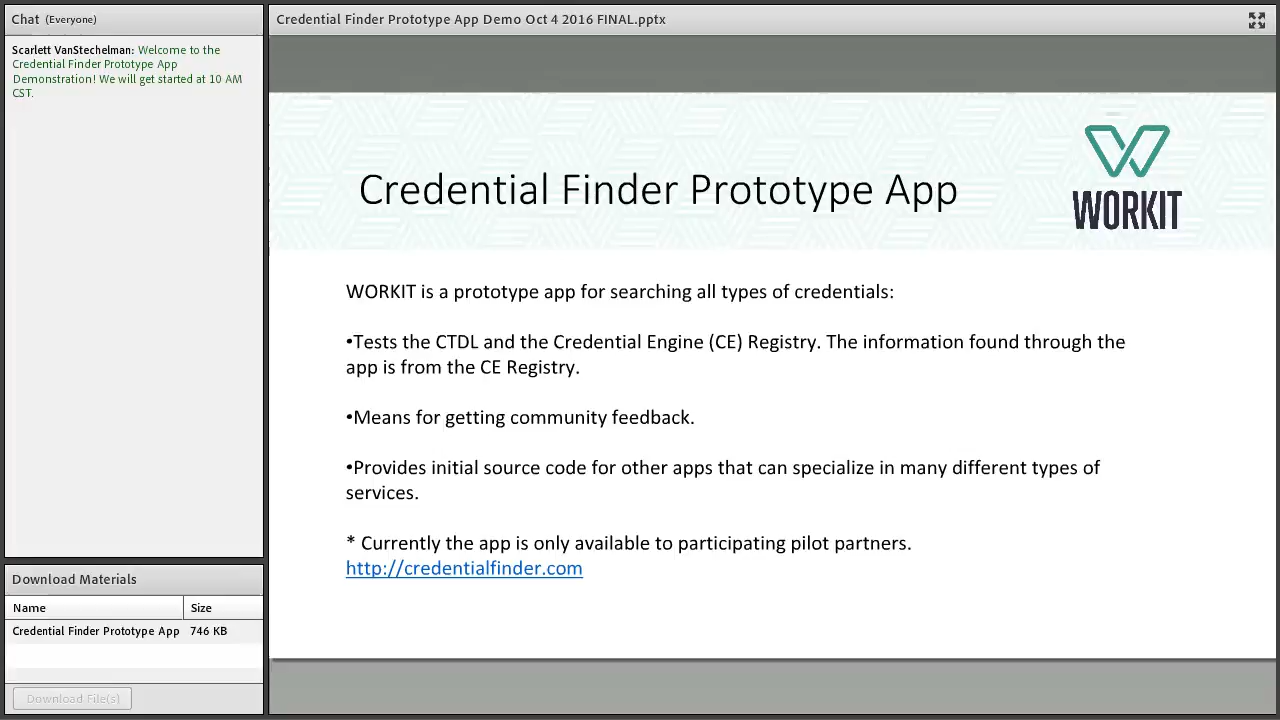 Chat (Everyone)
Scarlett VanStechelman: Welcome to the
Credential Finder Prototype App
Demonstration! We will get started at 10 AM
CST.
Download Materials
Name Size
Credential Finder Prototype App 746 KB
Download File(s)
Credential Finder Prototype App Demo Oct 4 2016 FINAL.pptx
Credential Finder Prototype App
WORKIT
WORKIT is a prototype app for searching all types of credentials:
•Tests the CTDL and the Credential Engine (CE) Registry. The information found through the
app is from the CE Registry.
•Means for getting community feedback.
•Provides initial source code for other apps that can specialize in many different types of
services.
* Currently the app is only available to participating pilot partners.
http://credentialfinder.com